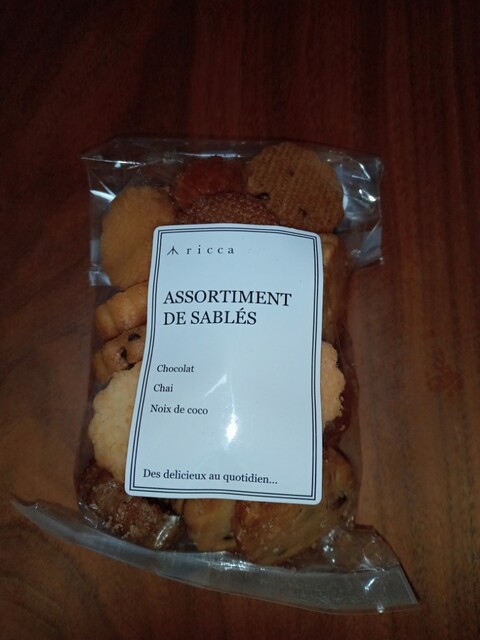 ricca
ASSORTIMENT
DE SABLÉS
Chocolat
Chai
Noix de coco
Des delicieux au quotidien...